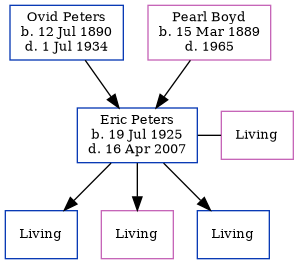 Ovid Peters
b. 12 Jul 1890
d. 1 Jul 1934
Pearl Boyd
b. 15 Mar 1889
d. 1965
Eric Peters
b. 19 Jul 1925
d. 16 Apr 2007
Living
Living
Living
Living